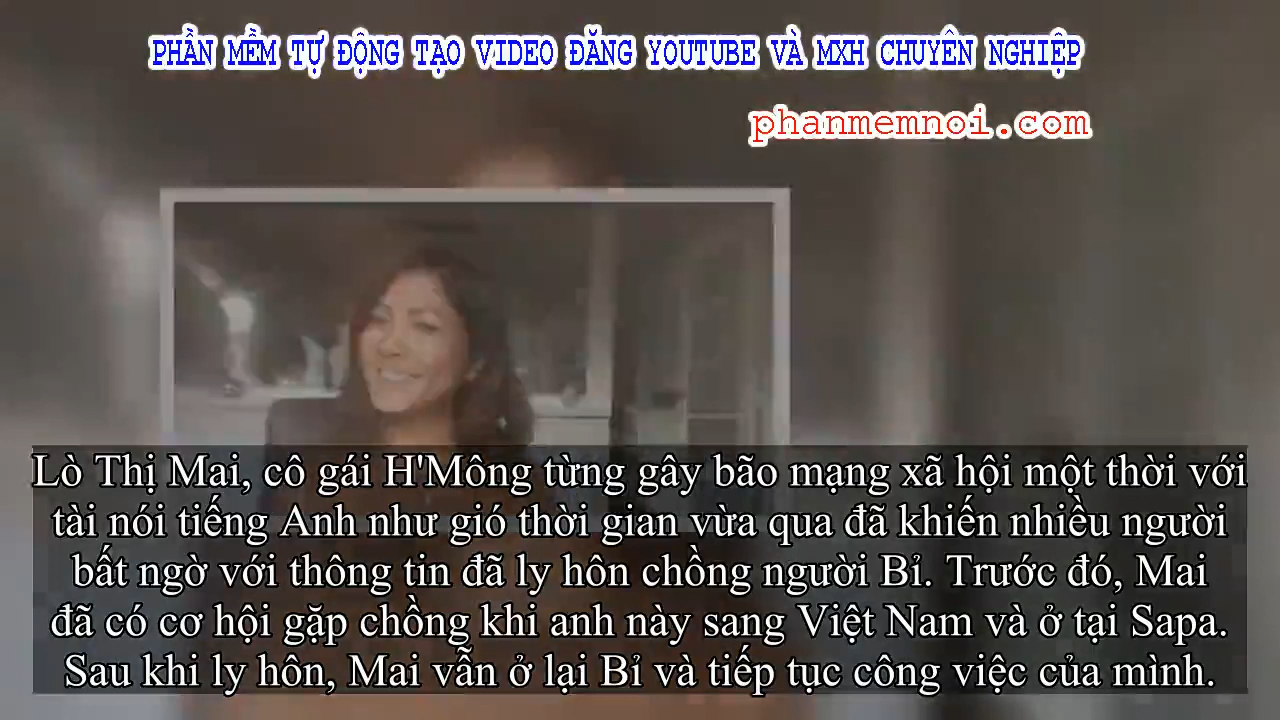 PHẦN MỀM TỰ ĐỘNG TẠO VIDEO ĐĂNG YOUTUBE VÀ MXH CHUYÊN NGHIỆP
phanmemnoi.com
Lò Thị Mai, cô gái H'Mông từng gây bão mạng xã hội một thời với
tài nói tiếng Anh như gió thời gian vừa qua đã khiến nhiều người
bất ngờ với thông tin đã ly hôn chồng người Bỉ. Trước đó, Mai
đã có cơ hội gặp chồng khi anh này sang Việt Nam và ở tại Sapa.
Sau khi ly hôn, Mai vẫn ở lại Bỉ và tiếp tục công việc của mình.